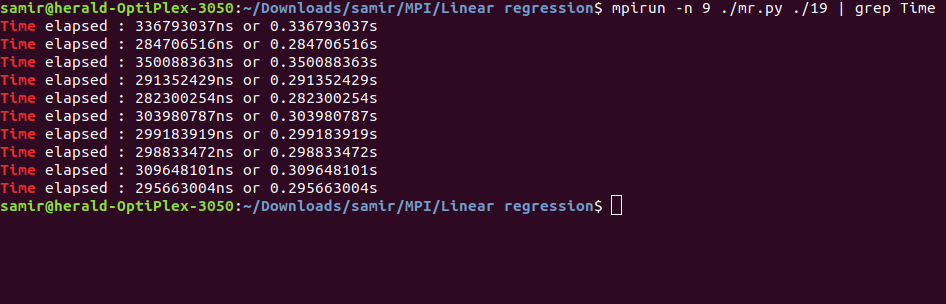 samir@herald-OptiPlex-3050:~/Downloads/samir/MPI/Linear regression$ mpirun -n 9 ./mr.py ./19 | grep Time
Time elapsed : 336793037ns or 0.336793037s
Time elapsed : 284706516ns or 0.284706516s
Time elapsed : 350088363ns or 0.350088363s
Time elapsed : 291352429ns or 0.291352429s
Time elapsed : 282300254ns or 0.282300254s
Time elapsed : 303980787ns or 0.303980787s
Time elapsed : 299183919ns or 0.299183919s
Time elapsed : 298833472ns or 0.298833472s
Time elapsed : 309648101ns or 0.309648101s
Time elapsed : 295663004ns or 0.295663004s
samir@herald-OptiPlex-3050:~/Downloads/samir/MPI/Linear regression$